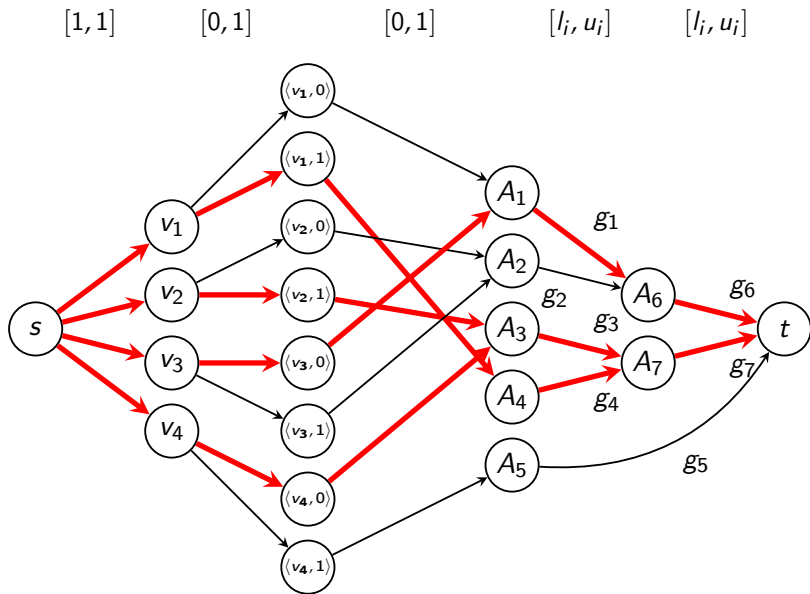 [1, 1] [0, 1] [0, 1] [l_i, u_i] [l_i, u_i]
⟨v₁, 0⟩
⟨v₁, 1⟩
A₁
g₁
v₁
⟨v₂, 0⟩
A₂
v₂
⟨v₂, 1⟩
g₂
A₆
g₆
s
A₃
g₃
t
v₃
⟨v₃, 0⟩
A₇
g₇
A₄
g₄
v₄
⟨v₃, 1⟩
A₅
g₅
⟨v₄, 0⟩
⟨v₄, 1⟩